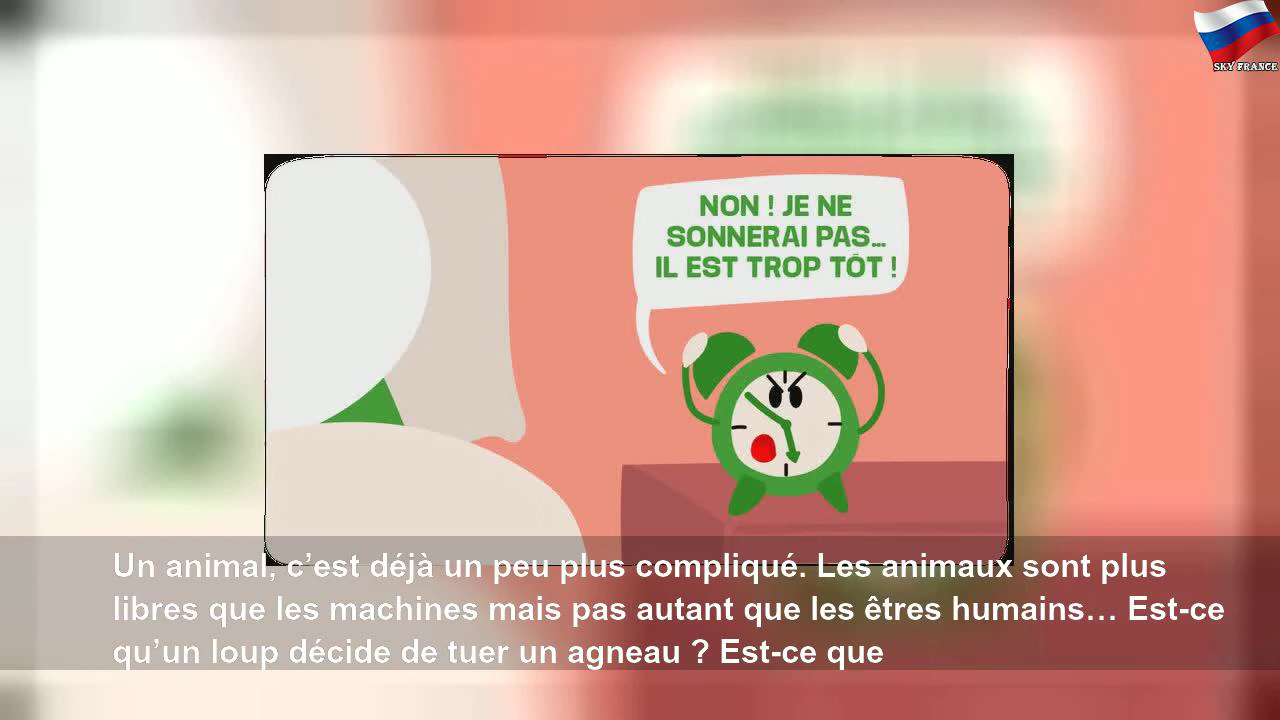 SKY FRANCE
NON ! JE NE
SONNERAI PAS...
IL EST TROP TÔT !
Un animal, c’est déjà un peu plus compliqué. Les animaux sont plus
libres que les machines mais pas autant que les êtres humains… Est-ce
qu’un loup décide de tuer un agneau ? Est-ce que